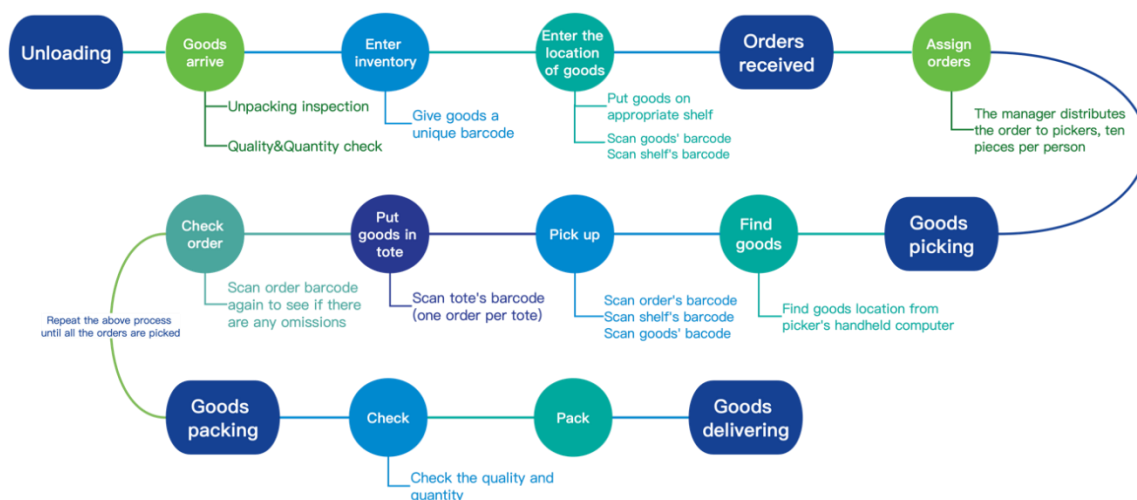 Unloading
Goods
arrive
Unpacking inspection
Quality&Quantity check
Enter
inventory
Give goods a
unique barcode
Enter the
location
of goods
Put goods on
appropriate shelf
Scan goods' barcode
Scan shelf's barcode
Orders
received
Assign
orders
The manager distributes
the order to pickers, ten
pieces per person
Goods
picking
Find
goods
Find goods location from
picker's handheld computer
Pick up
Scan order's barcode
Scan shelf's barcode
Scan goods' bacode
Put
goods in
tote
Scan tote's barcode
(one order per tote)
Check
order
Scan order barcode
again to see if there
are any omissions
Repeat the above process
until all the orders are picked
Goods
packing
Check
Check the quality and
quantity
Pack
Goods
delivering